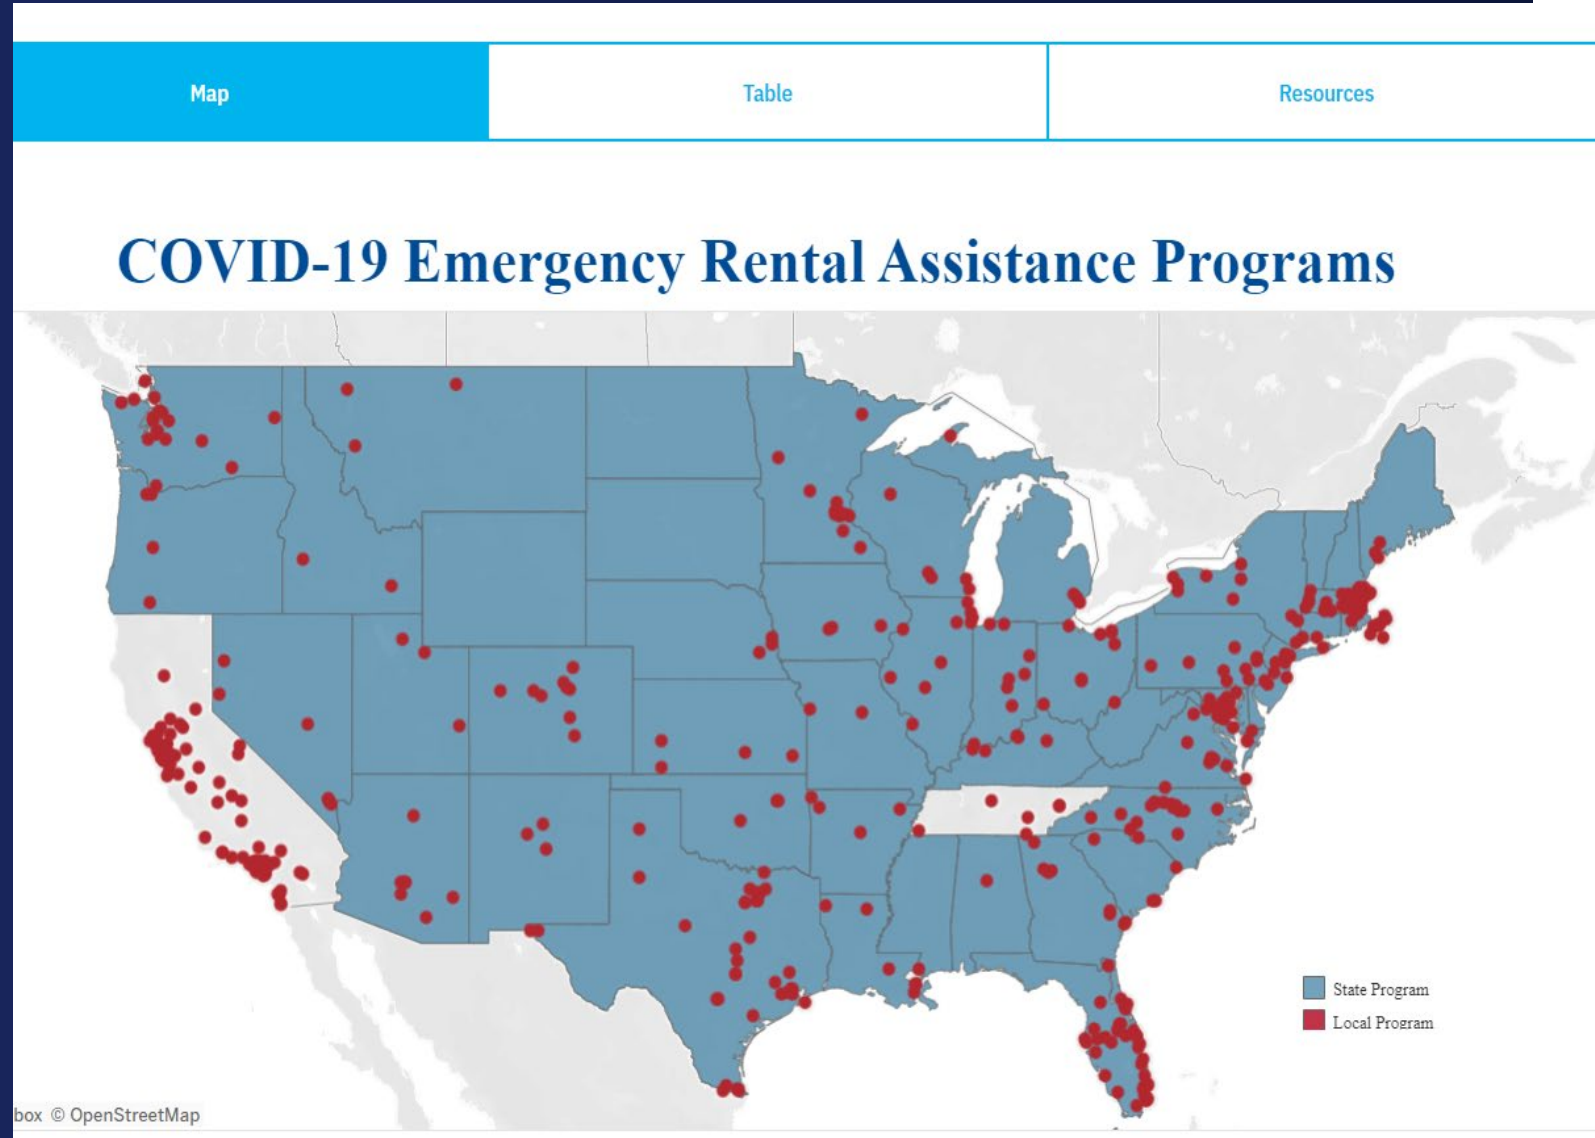 Map
Table
Resources
COVID-19 Emergency Rental Assistance Programs
State Program
Local Program
box © OpenStreetMap